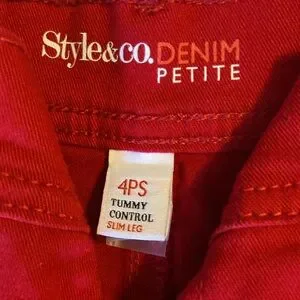 Style&co. DENIM
PETITE
4PS
TUMMY
CONTROL
SLIM LEG